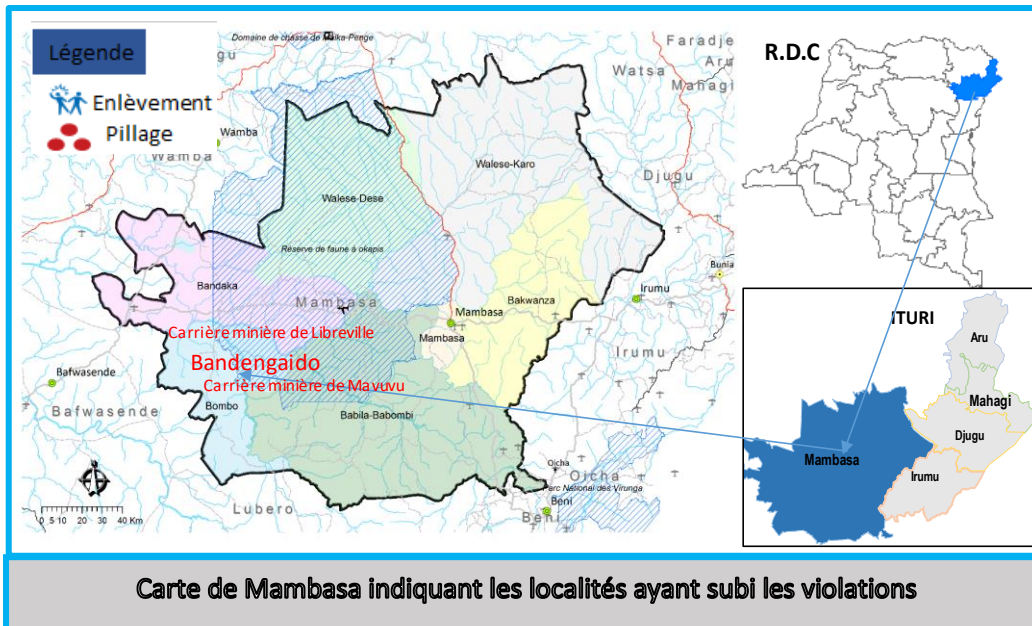 Légende
Enlèvement
Pillage
Domaine de chasse de Maika-Penge
Faradje
Aru
Watsa
Mahagi
Wamba
Wamba
Walese-Karo
Djugu
Walese-Dese
Réserve de faune à okapis
Bandaka
Mambasa
Bakwanza
Bunia
Irumu
Mambasa
Mambasa
Carrière minière de Libreville
Irumu
Bandengaido
Carrière minière de Mavuvu
Bafwasende
Bafwasende
Bombo
Babila-Babombi
Oicha
Oicha
Parc National des Virunga
Beni
Beni
Lubero
0 5 10 20 30 40 Km
R.D.C
ITURI
Aru
Mahagi
Djugu
Mambasa
Irumu
Carte de Mambasa indiquant les localités ayant subi les violations